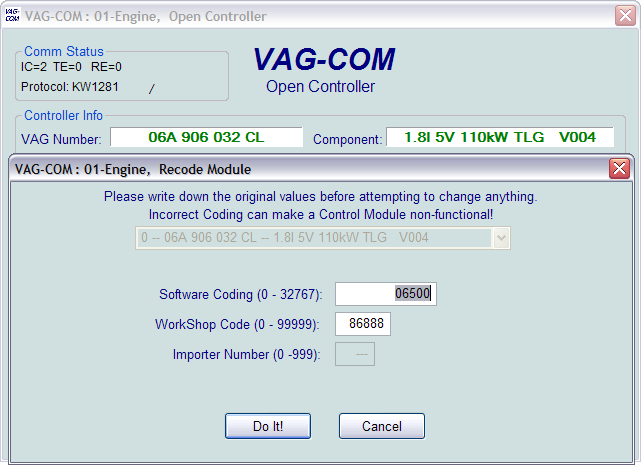 VAG-COM
VAG-COM : 01-Engine,  Open Controller
Comm Status
IC=2  TE=0   RE=0
Protocol: KW1281   /
VAG-COM
Open Controller
Controller Info
VAG Number: 06A 906 032 CL Component: 1.8l 5V 110kW TLG   V004
VAG-COM : 01-Engine,  Recode Module
Please write down the original values before attempting to change anything.
Incorrect Coding can make a Control Module non-functional!
0 -- 06A 906 032 CL -- 1.8l 5V 110kW TLG   V004
Software Coding (0 - 32767): 06500
WorkShop Code (0 - 99999): 86888
Importer Number (0 -999): ---
Do It! Cancel